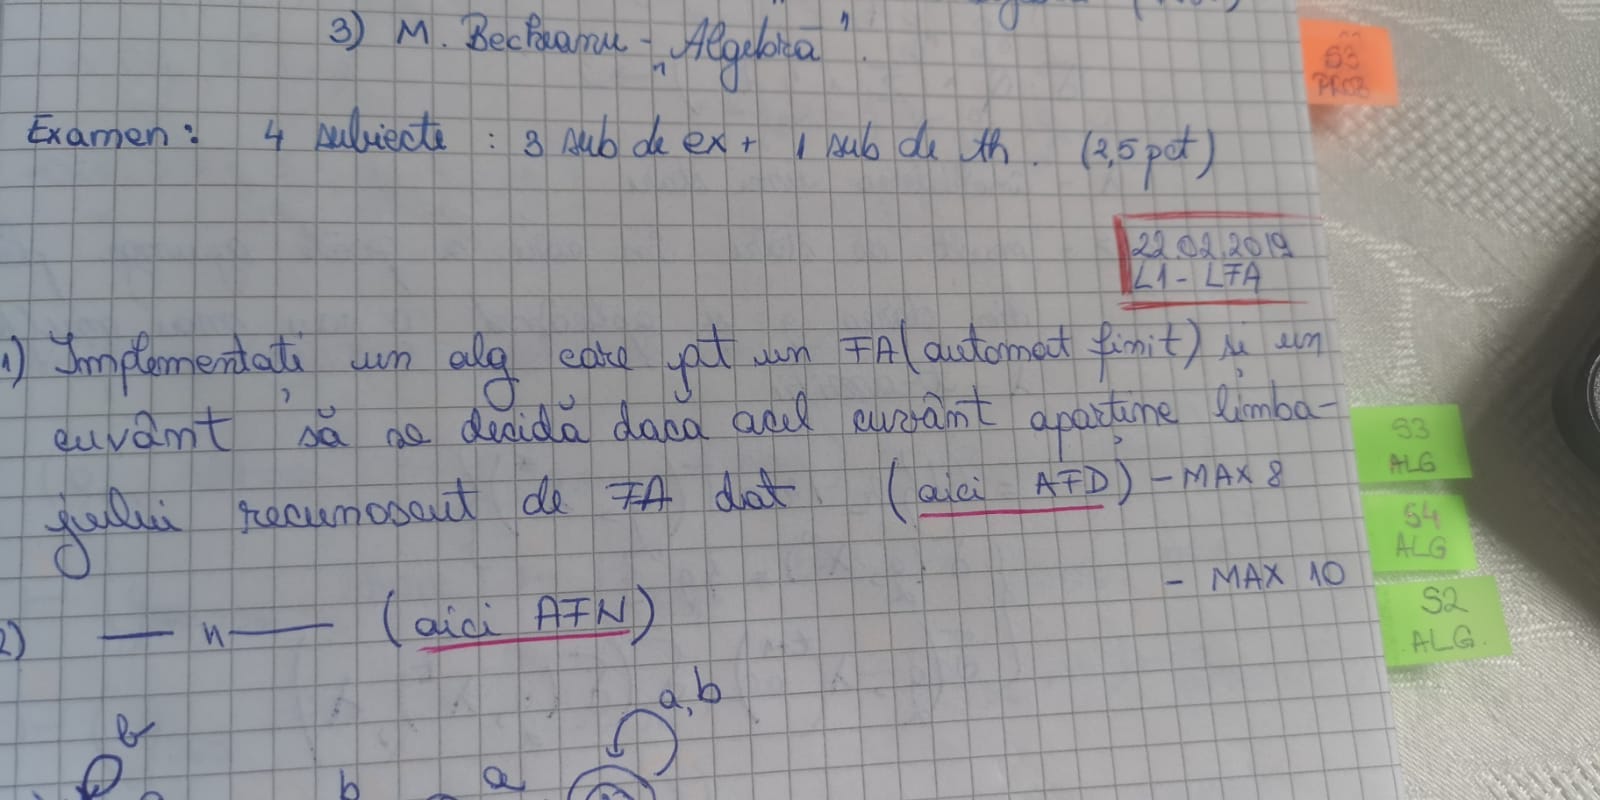 3) M. Becheanu - „Algebra".
Examen: 4 subiecte : 3 sub de ex + 1 sub de th. (2,5 pct)
22.02.2019
L1 - LFA
1) Implementați un alg care pt un FA (automat finit) și un
cuvânt să se decidă dacă acel cuvânt aparține limba-
jului recunoscut de FA dat (aici AFD) - MAX 8
- MAX 10
2) — n — (aici AFN)
a,b
b
b
a
S3
PROB
S3
ALG
S4
ALG
S2
ALG.